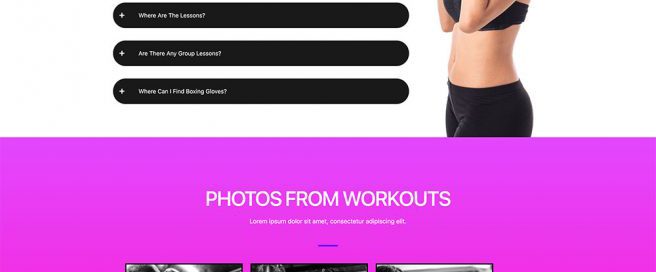 Where Are The Lessons?
Are There Any Group Lessons?
Where Can I Find Boxing Gloves?
PHOTOS FROM WORKOUTS
Lorem ipsum dolor sit amet, consectetur adipiscing elit.